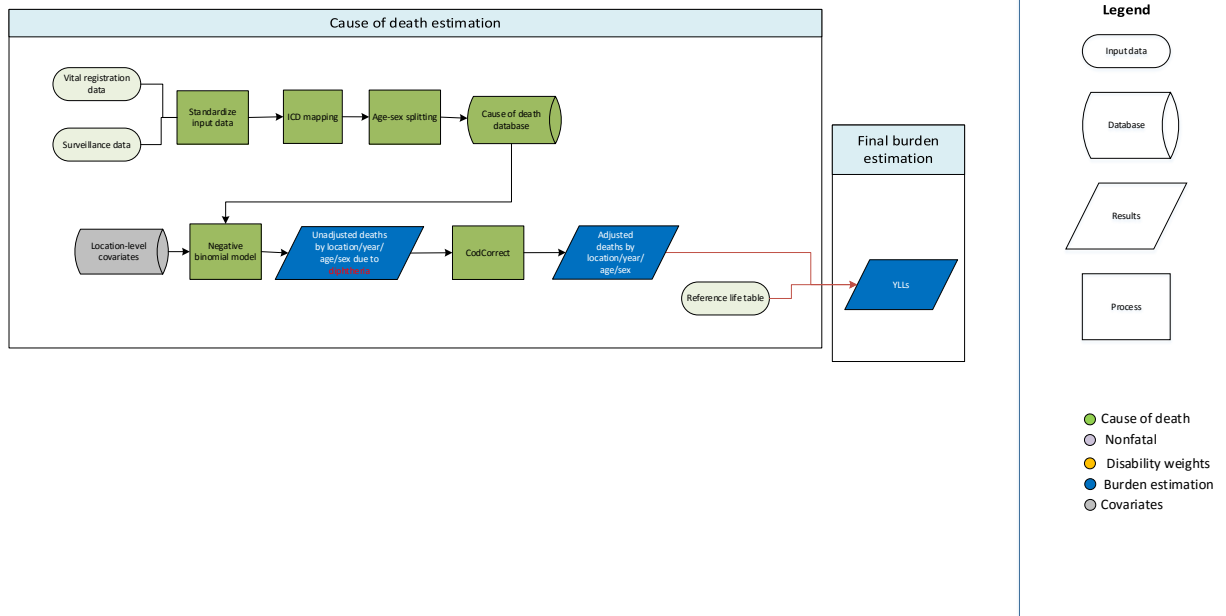 Cause of death estimation
Vital registration
data
Surveillance data
Standardize
input data
ICD mapping
Age-sex splitting
Cause of death
database
Location-level
covariates
Negative
binomial model
Unadjusted deaths
by location/year/
age/sex due to
CodCorrect
Adjusted
deaths by
location/year/
age/sex
Reference life table
Final burden
estimation
YLLs
Legend
Input data
Database
Results
Process
Cause of death
Nonfatal
Disability weights
Burden estimation
Covariates